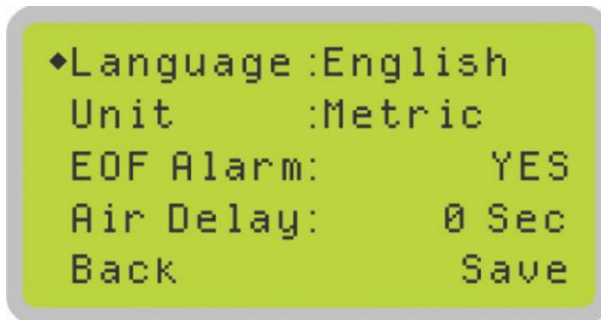 ◆Language:English
Unit :Metric
EOF Alarm: YES
Air Delay: 0 Sec
Back Save